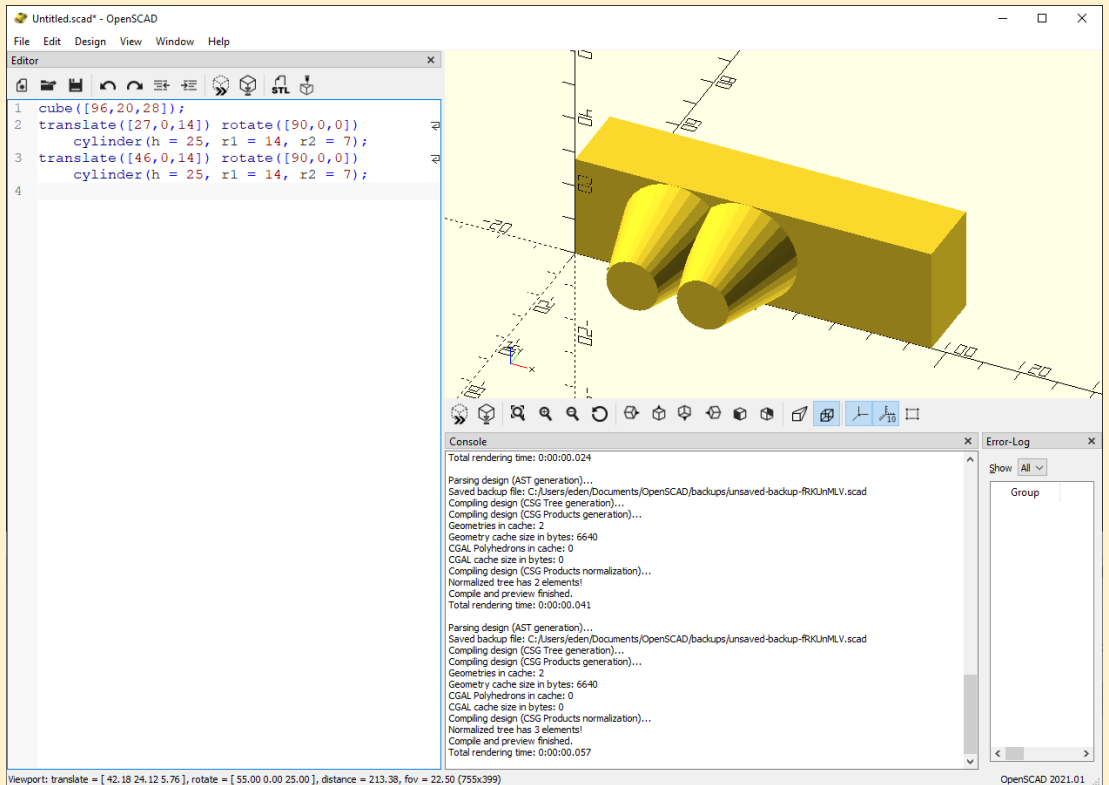 Untitled.scad* - OpenSCAD
File Edit Design View Window Help
Editor
STL
1 cube([96,20,28]);
2 translate([27,0,14]) rotate([90,0,0])
cylinder(h = 25, r1 = 14, r2 = 7);
3 translate([46,0,14]) rotate([90,0,0])
cylinder(h = 25, r1 = 14, r2 = 7);
4
10
Console
Total rendering time: 0:00:00.024
Parsing design (AST generation)...
Saved backup file: C:/Users/eden/Documents/OpenSCAD/backups/unsaved-backup-fRKUnMLV.scad
Compiling design (CSG Tree generation)...
Compiling design (CSG Products generation)...
Geometries in cache: 2
Geometry cache size in bytes: 6640
CGAL Polyhedrons in cache: 0
CGAL cache size in bytes: 0
Compiling design (CSG Products normalization)...
Normalized tree has 2 elements!
Compile and preview finished.
Total rendering time: 0:00:00.041
Parsing design (AST generation)...
Saved backup file: C:/Users/eden/Documents/OpenSCAD/backups/unsaved-backup-fRKUnMLV.scad
Compiling design (CSG Tree generation)...
Compiling design (CSG Products generation)...
Geometries in cache: 2
Geometry cache size in bytes: 6640
CGAL Polyhedrons in cache: 0
CGAL cache size in bytes: 0
Compiling design (CSG Products normalization)...
Normalized tree has 3 elements!
Compile and preview finished.
Total rendering time: 0:00:00.057
Error-Log
Show All
Group
Viewport: translate = [ 42.18 24.12 5.76 ], rotate = [ 55.00 0.00 25.00 ], distance = 213.38, fov = 22.50 (755x399)
OpenSCAD 2021.01